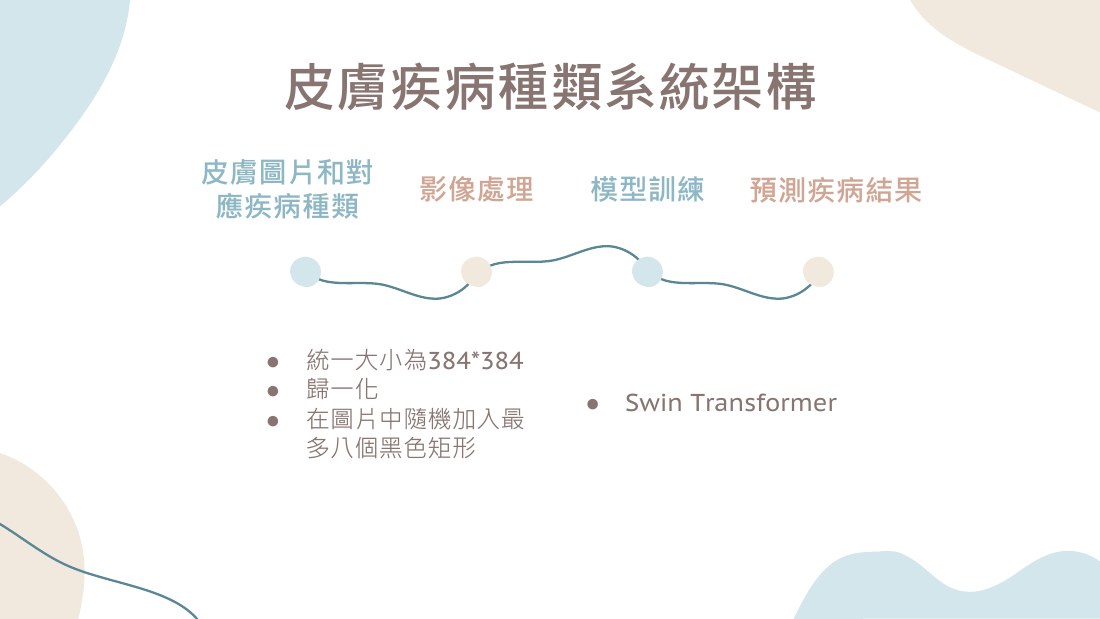 皮膚疾病種類系統架構
皮膚圖片和對
應疾病種類
影像處理
模型訓練
預測疾病結果
● 統一大小為384*384
● 歸一化
● 在圖片中隨機加入最
多八個黑色矩形
● Swin Transformer